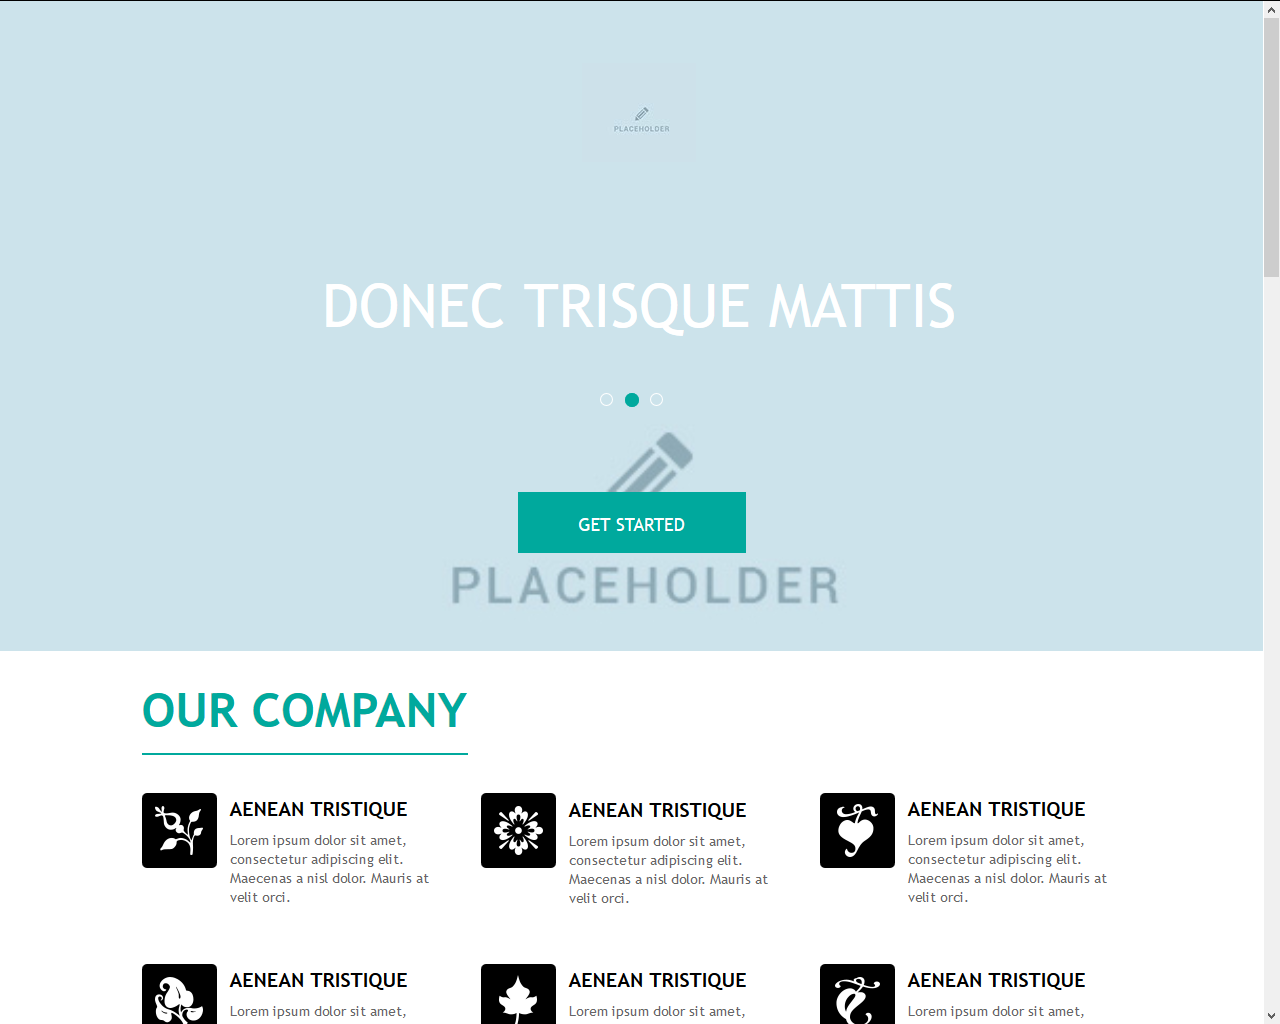 PLACEHOLDER
DONEC TRISQUE MATTIS
GET STARTED
PLACEHOLDER
OUR COMPANY
AENEAN TRISTIQUE
Lorem ipsum dolor sit amet,
consectetur adipiscing elit.
Maecenas a nisl dolor. Mauris at
velit orci.
AENEAN TRISTIQUE
Lorem ipsum dolor sit amet,
consectetur adipiscing elit.
Maecenas a nisl dolor. Mauris at
velit orci.
AENEAN TRISTIQUE
Lorem ipsum dolor sit amet,
consectetur adipiscing elit.
Maecenas a nisl dolor. Mauris at
velit orci.
AENEAN TRISTIQUE
Lorem ipsum dolor sit amet,
AENEAN TRISTIQUE
Lorem ipsum dolor sit amet,
AENEAN TRISTIQUE
Lorem ipsum dolor sit amet,